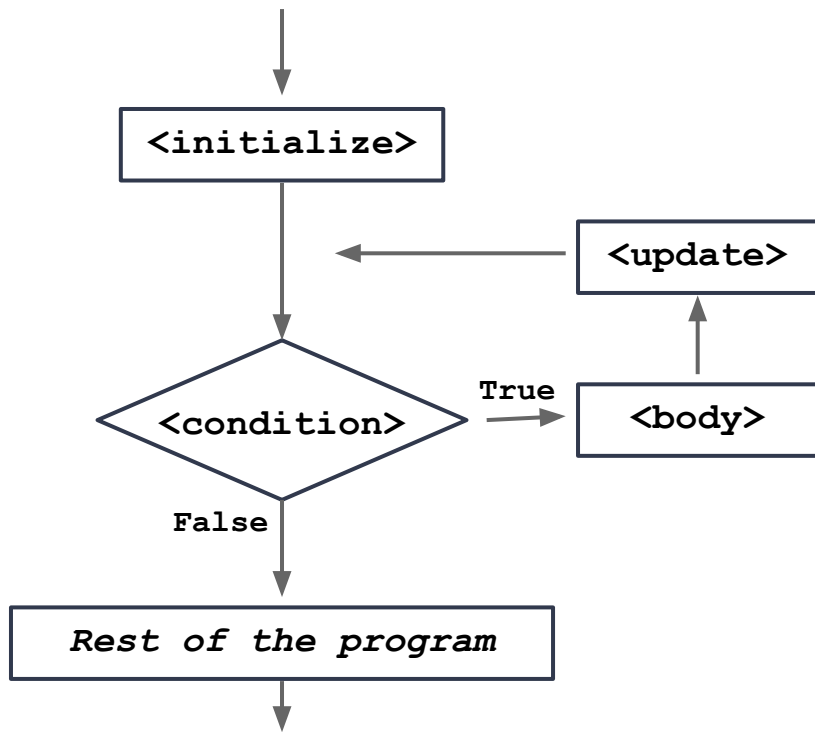 <initialize>
<update>
True
<condition>
<body>
False
Rest of the program